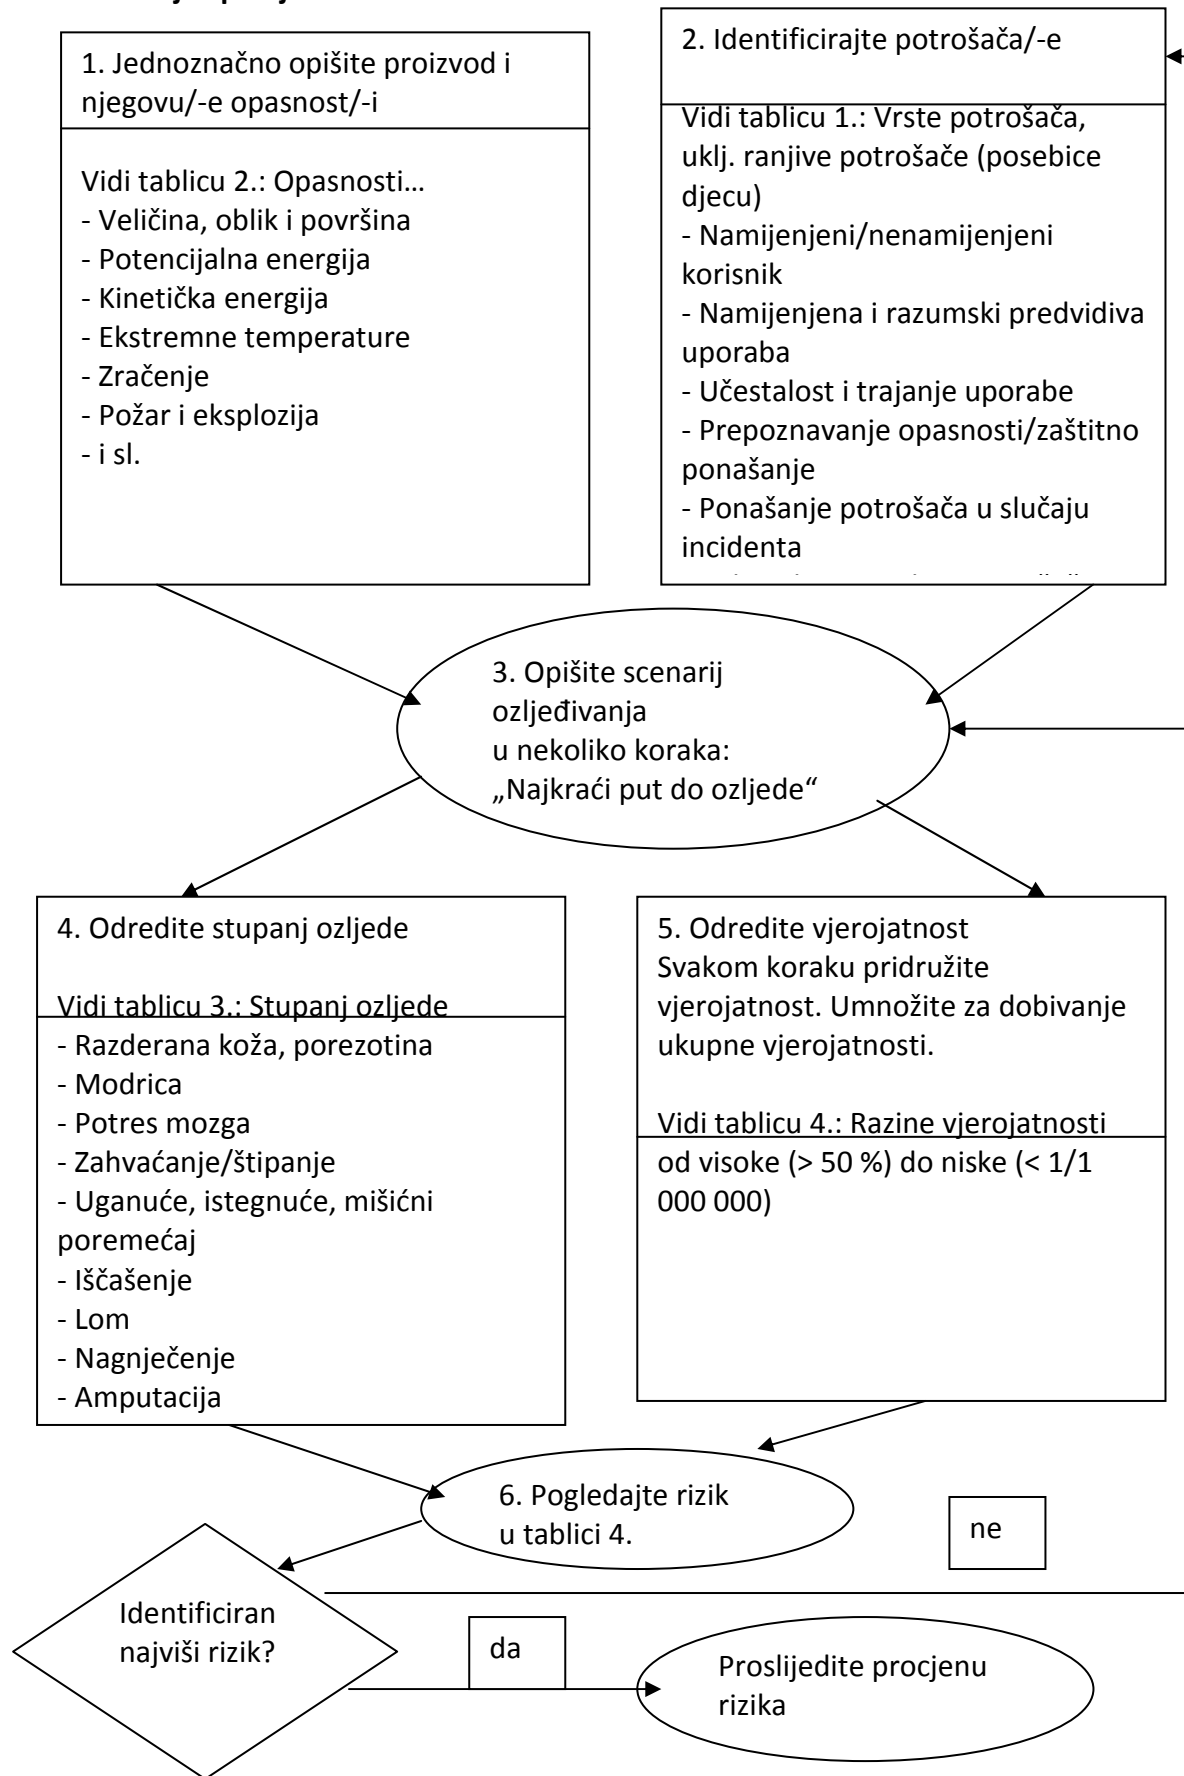 1. Jednoznačno opišite proizvod i
njegovu/-e opasnost/-i
Vidi tablicu 2.: Opasnosti…
- Veličina, oblik i površina
- Potencijalna energija
- Kinetička energija
- Ekstremne temperature
- Zračenje
- Požar i eksplozija
- i sl.
2. Identificirajte potrošača/-e
Vidi tablicu 1.: Vrste potrošača,
uklj. ranjive potrošače (posebice
djecu)
- Namijenjeni/nenamijenjeni
korisnik
- Namijenjena i razumski predvidiva
uporaba
- Učestalost i trajanje uporabe
- Prepoznavanje opasnosti/zaštitno
ponašanje
- Ponašanje potrošača u slučaju
incidenta
3. Opišite scenarij
ozljeđivanja
u nekoliko koraka:
„Najkraći put do ozljede“
4. Odredite stupanj ozljede
Vidi tablicu 3.: Stupanj ozljede
- Razderana koža, porezotina
- Modrica
- Potres mozga
- Zahvaćanje/štipanje
- Uganuće, istegnuće, mišićni
poremećaj
- Iščašenje
- Lom
- Nagnječenje
- Amputacija
5. Odredite vjerojatnost
Svakom koraku pridružite
vjerojatnost. Umnožite za dobivanje
ukupne vjerojatnosti.
Vidi tablicu 4.: Razine vjerojatnosti
od visoke (> 50 %) do niske (< 1/1
000 000)
6. Pogledajte rizik
u tablici 4.
ne
Identificiran
najviši rizik?
da
Proslijedite procjenu
rizika